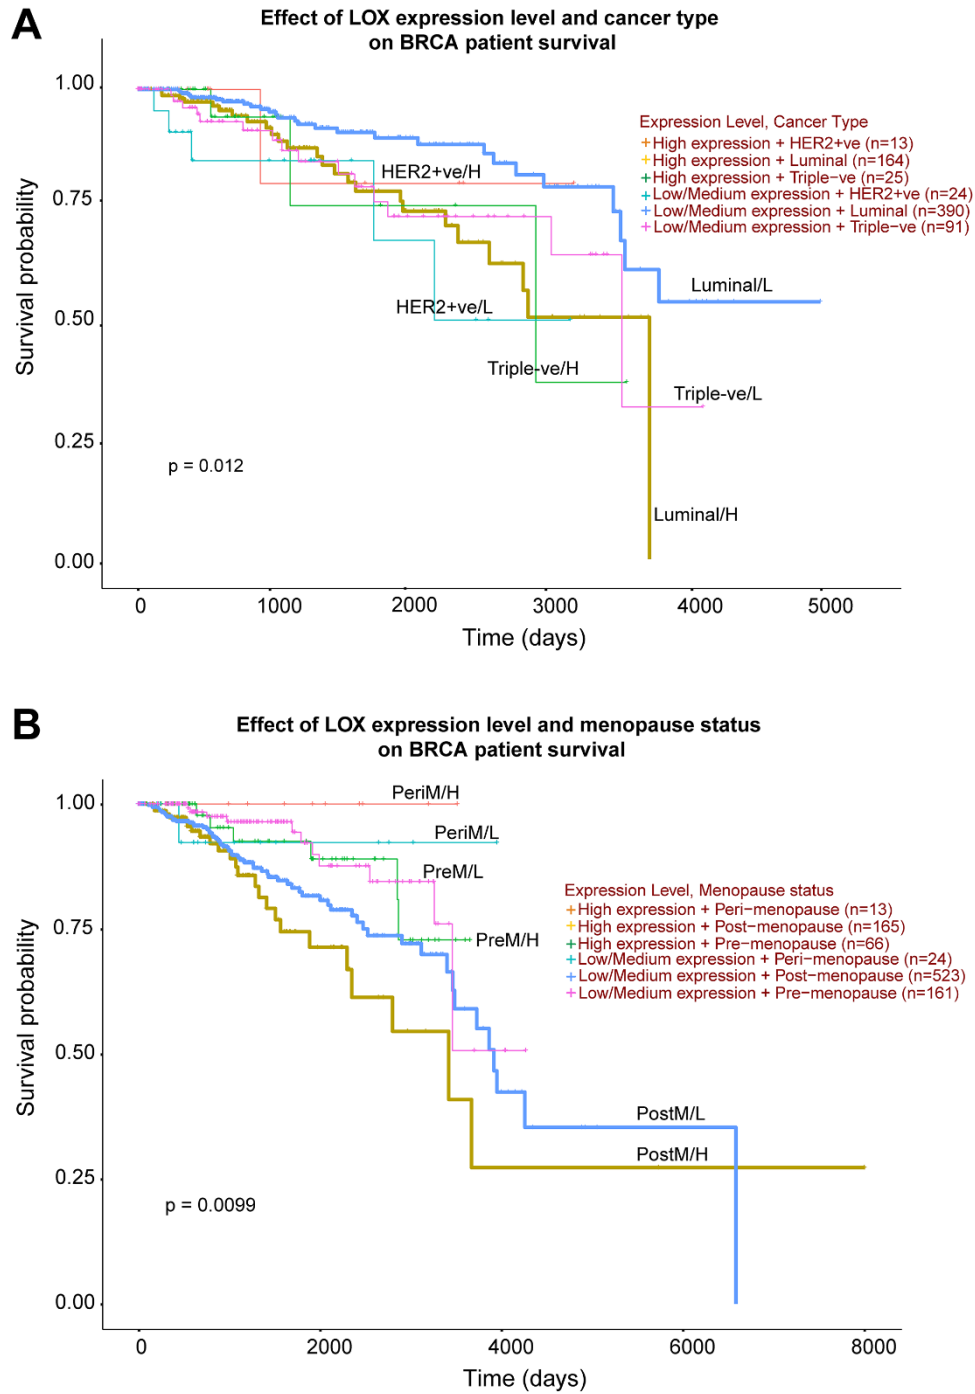 A
Effect of LOX expression level and cancer type
on BRCA patient survival
1.00
0.75
0.50
0.25
0.00
Survival probability
Expression Level, Cancer Type
High expression + HER2+ve (n=13)
High expression + Luminal (n=164)
High expression + Triple-ve (n=25)
Low/Medium expression + HER2+ve (n=24)
Low/Medium expression + Luminal (n=390)
Low/Medium expression + Triple-ve (n=91)
HER2+ve/H
Luminal/L
HER2+ve/L
Triple-ve/H
Triple-ve/L
p = 0.012
Luminal/H
0 1000 2000 3000 4000 5000
Time (days)
B
Effect of LOX expression level and menopause status
on BRCA patient survival
1.00
0.75
0.50
0.25
0.00
Survival probability
PeriM/H
PeriM/L
PreM/L
PreM/H
Expression Level, Menopause status
High expression + Peri-menopause (n=13)
High expression + Post-menopause (n=165)
High expression + Pre-menopause (n=66)
Low/Medium expression + Peri-menopause (n=24)
Low/Medium expression + Post-menopause (n=523)
Low/Medium expression + Pre-menopause (n=161)
PostM/L
PostM/H
p = 0.0099
0 2000 4000 6000 8000
Time (days)